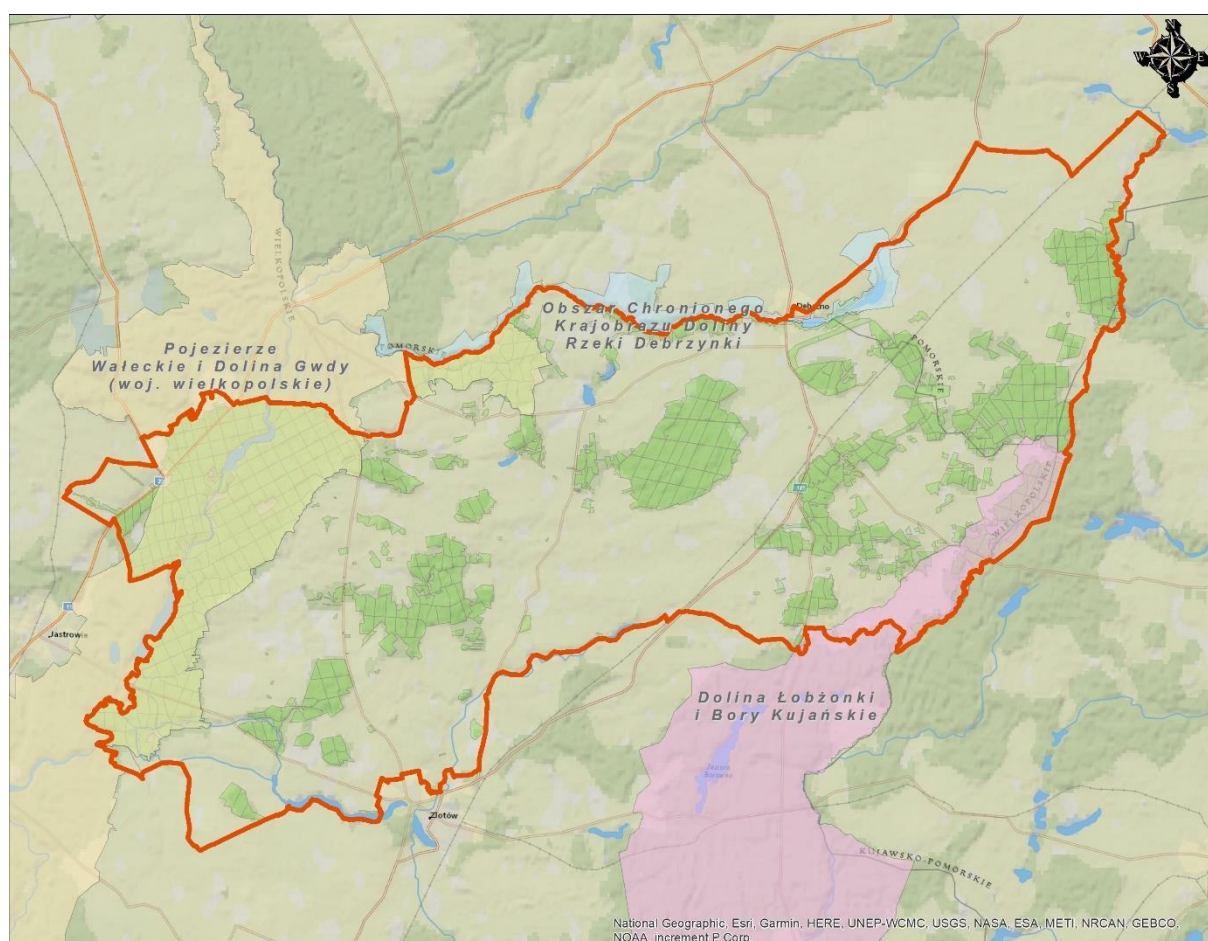 N
W E
S
WIELKOPOLSKIE
Obszar Chronionego
Krajobrazu Doliny
Rzeki Debrzynki
Pojezierze
Wałeckie i Dolina Gwdy
(woj. wielkopolskie)
POMORSKIE
POMORSKIE
WIELKOPOLSKIE
Jastrowie
Dolina Łobżonki
i Bory Kujańskie
Złotów
KUJAWSKO-POMORSKIE
National Geographic, Esri, Garmin, HERE, UNEP-WCMC, USGS, NASA, ESA, METI, NRCAN, GEBCO,
NOAA, increment P Corp.